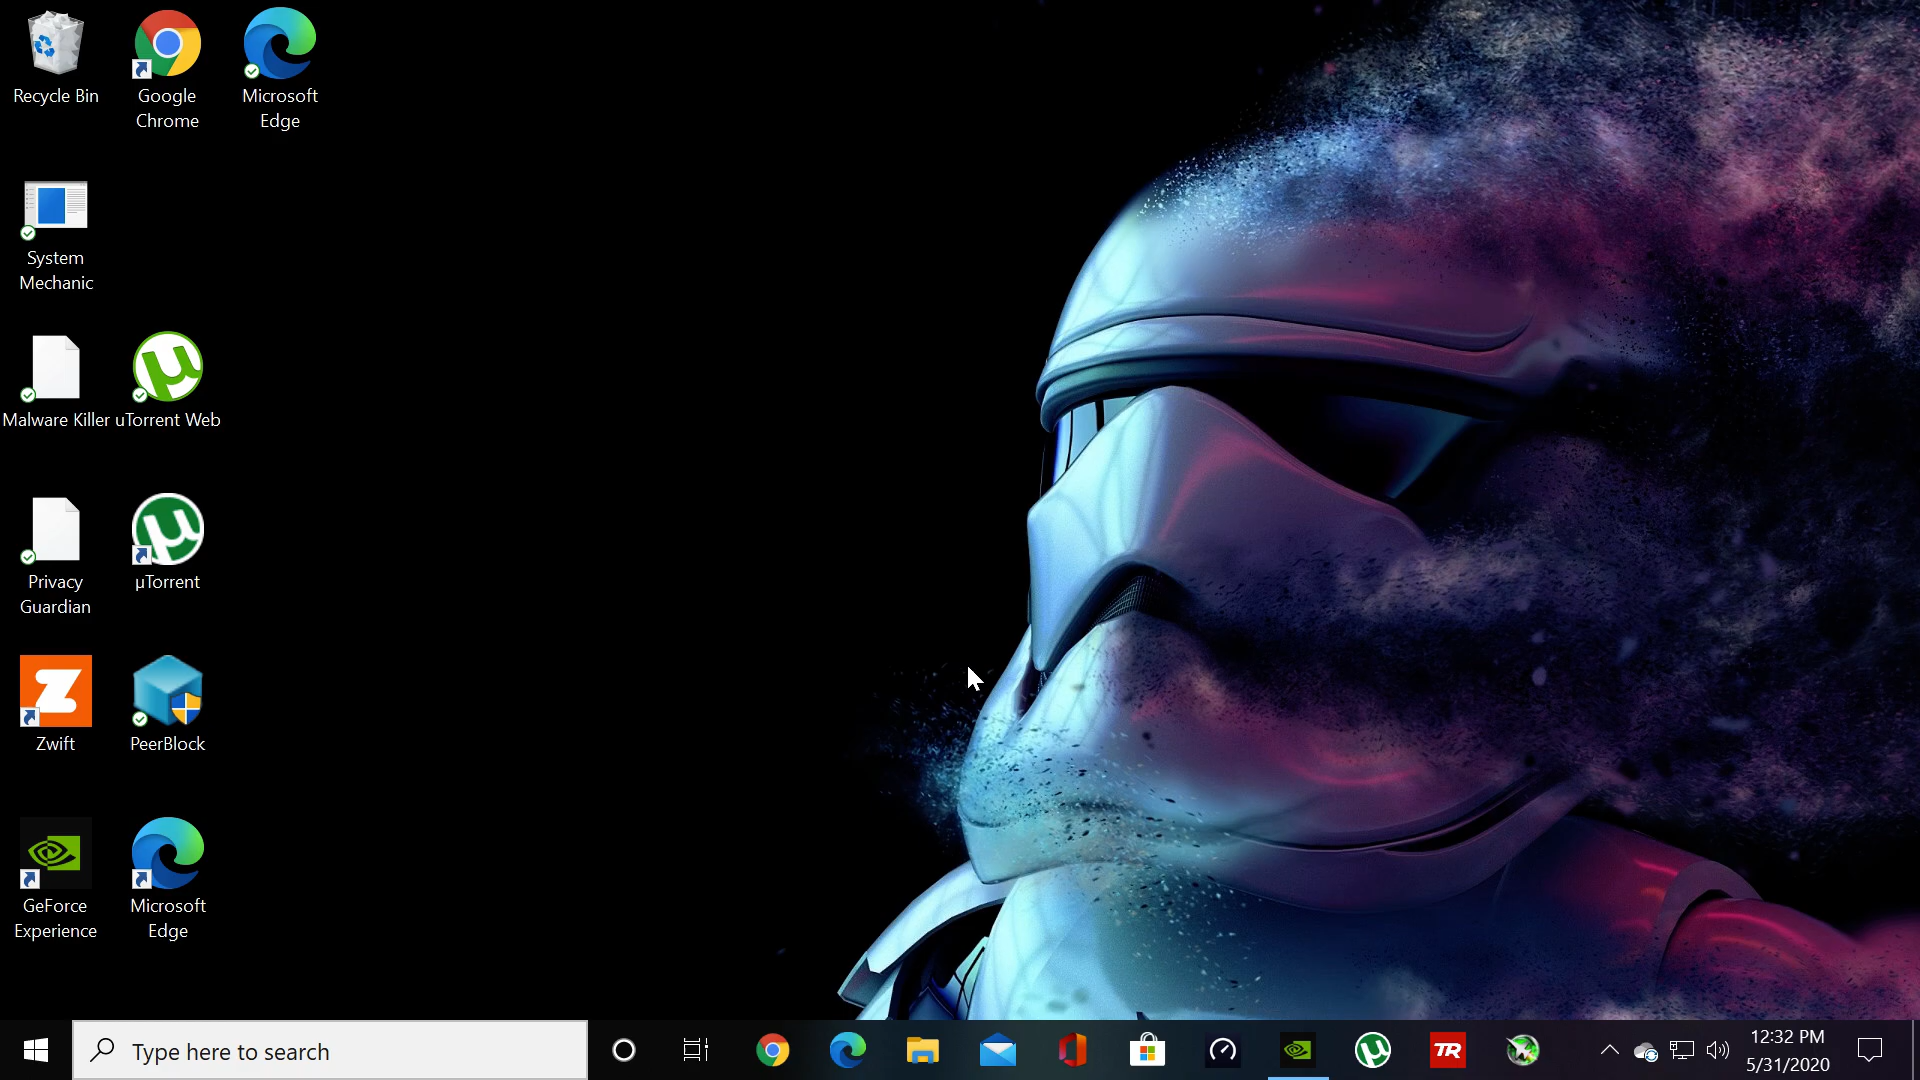 Recycle Bin
Google
Chrome
Microsoft
Edge
System
Mechanic
Malware Killer
uTorrent Web
Privacy
Guardian
µTorrent
Zwift
PeerBlock
GeForce
Experience
Microsoft
Edge
Type here to search
TR
12:32 PM
5/31/2020